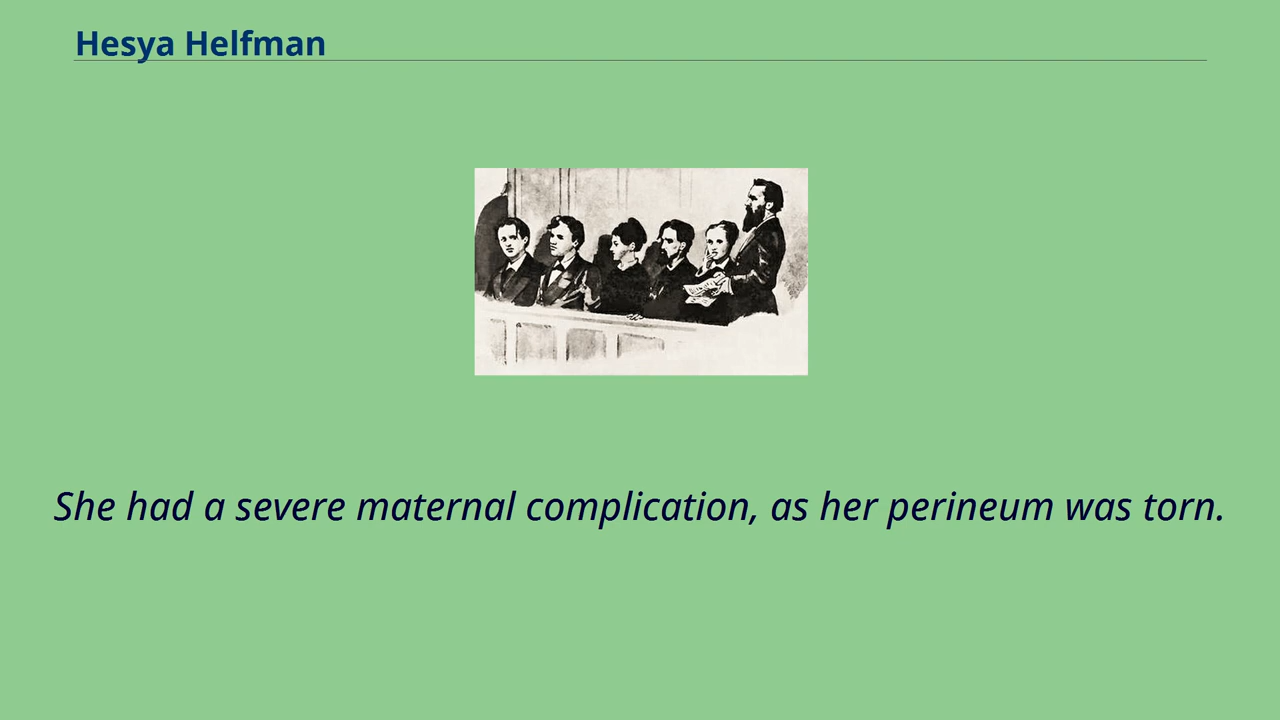 Hesya Helfman
She had a severe maternal complication, as her perineum was torn.